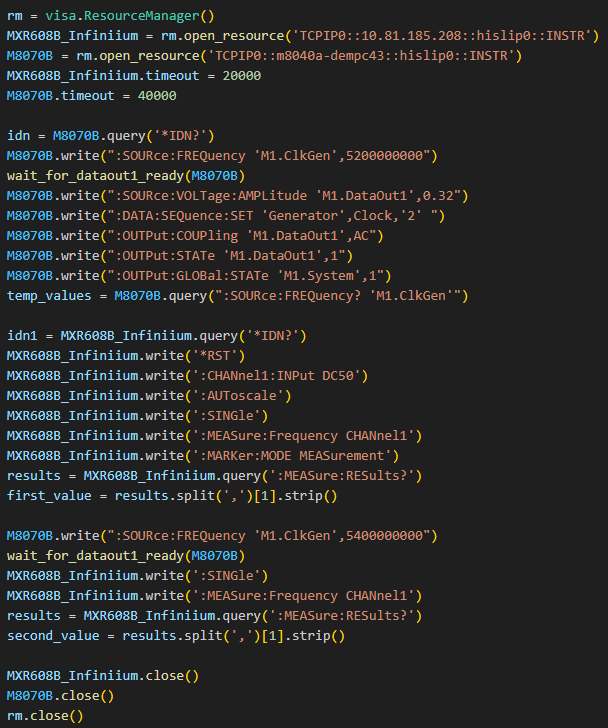 rm = visa.ResourceManager()
MXR608B_Infiniium = rm.open_resource('TCPIP0::10.81.185.208::hislip0::INSTR')
M8070B = rm.open_resource('TCPIP0::m8040a-dempc43::hislip0::INSTR')
MXR608B_Infiniium.timeout = 20000
M8070B.timeout = 40000

idn = M8070B.query('*IDN?')
M8070B.write(":SOURce:FREQuency 'M1.ClkGen',5200000000")
wait_for_dataout1_ready(M8070B)
M8070B.write(":SOURce:VOLTage:AMPLitude 'M1.DataOut1',0.32")
M8070B.write(":DATA:SEQuence:SET 'Generator',Clock,'2' ")
M8070B.write(":OUTPut:COUPling 'M1.DataOut1',AC")
M8070B.write(":OUTPut:STATe 'M1.DataOut1',1")
M8070B.write(":OUTPut:GLOBal:STATe 'M1.System',1")
temp_values = M8070B.query(":SOURce:FREQuency? 'M1.ClkGen'")

idn1 = MXR608B_Infiniium.query('*IDN?')
MXR608B_Infiniium.write('*RST')
MXR608B_Infiniium.write(':CHANnel1:INPut DC50')
MXR608B_Infiniium.write(':AUToscale')
MXR608B_Infiniium.write(':SINGle')
MXR608B_Infiniium.write(':MEASure:Frequency CHANnel1')
MXR608B_Infiniium.write(':MARKer:MODE MEASurement')
results = MXR608B_Infiniium.query(':MEASure:RESults?')
first_value = results.split(',')[1].strip()

M8070B.write(":SOURce:FREQuency 'M1.ClkGen',5400000000")
wait_for_dataout1_ready(M8070B)
MXR608B_Infiniium.write(':SINGle')
MXR608B_Infiniium.write(':MEASure:Frequency CHANnel1')
results = MXR608B_Infiniium.query(':MEASure:RESults?')
second_value = results.split(',')[1].strip()

MXR608B_Infiniium.close()
M8070B.close()
rm.close()